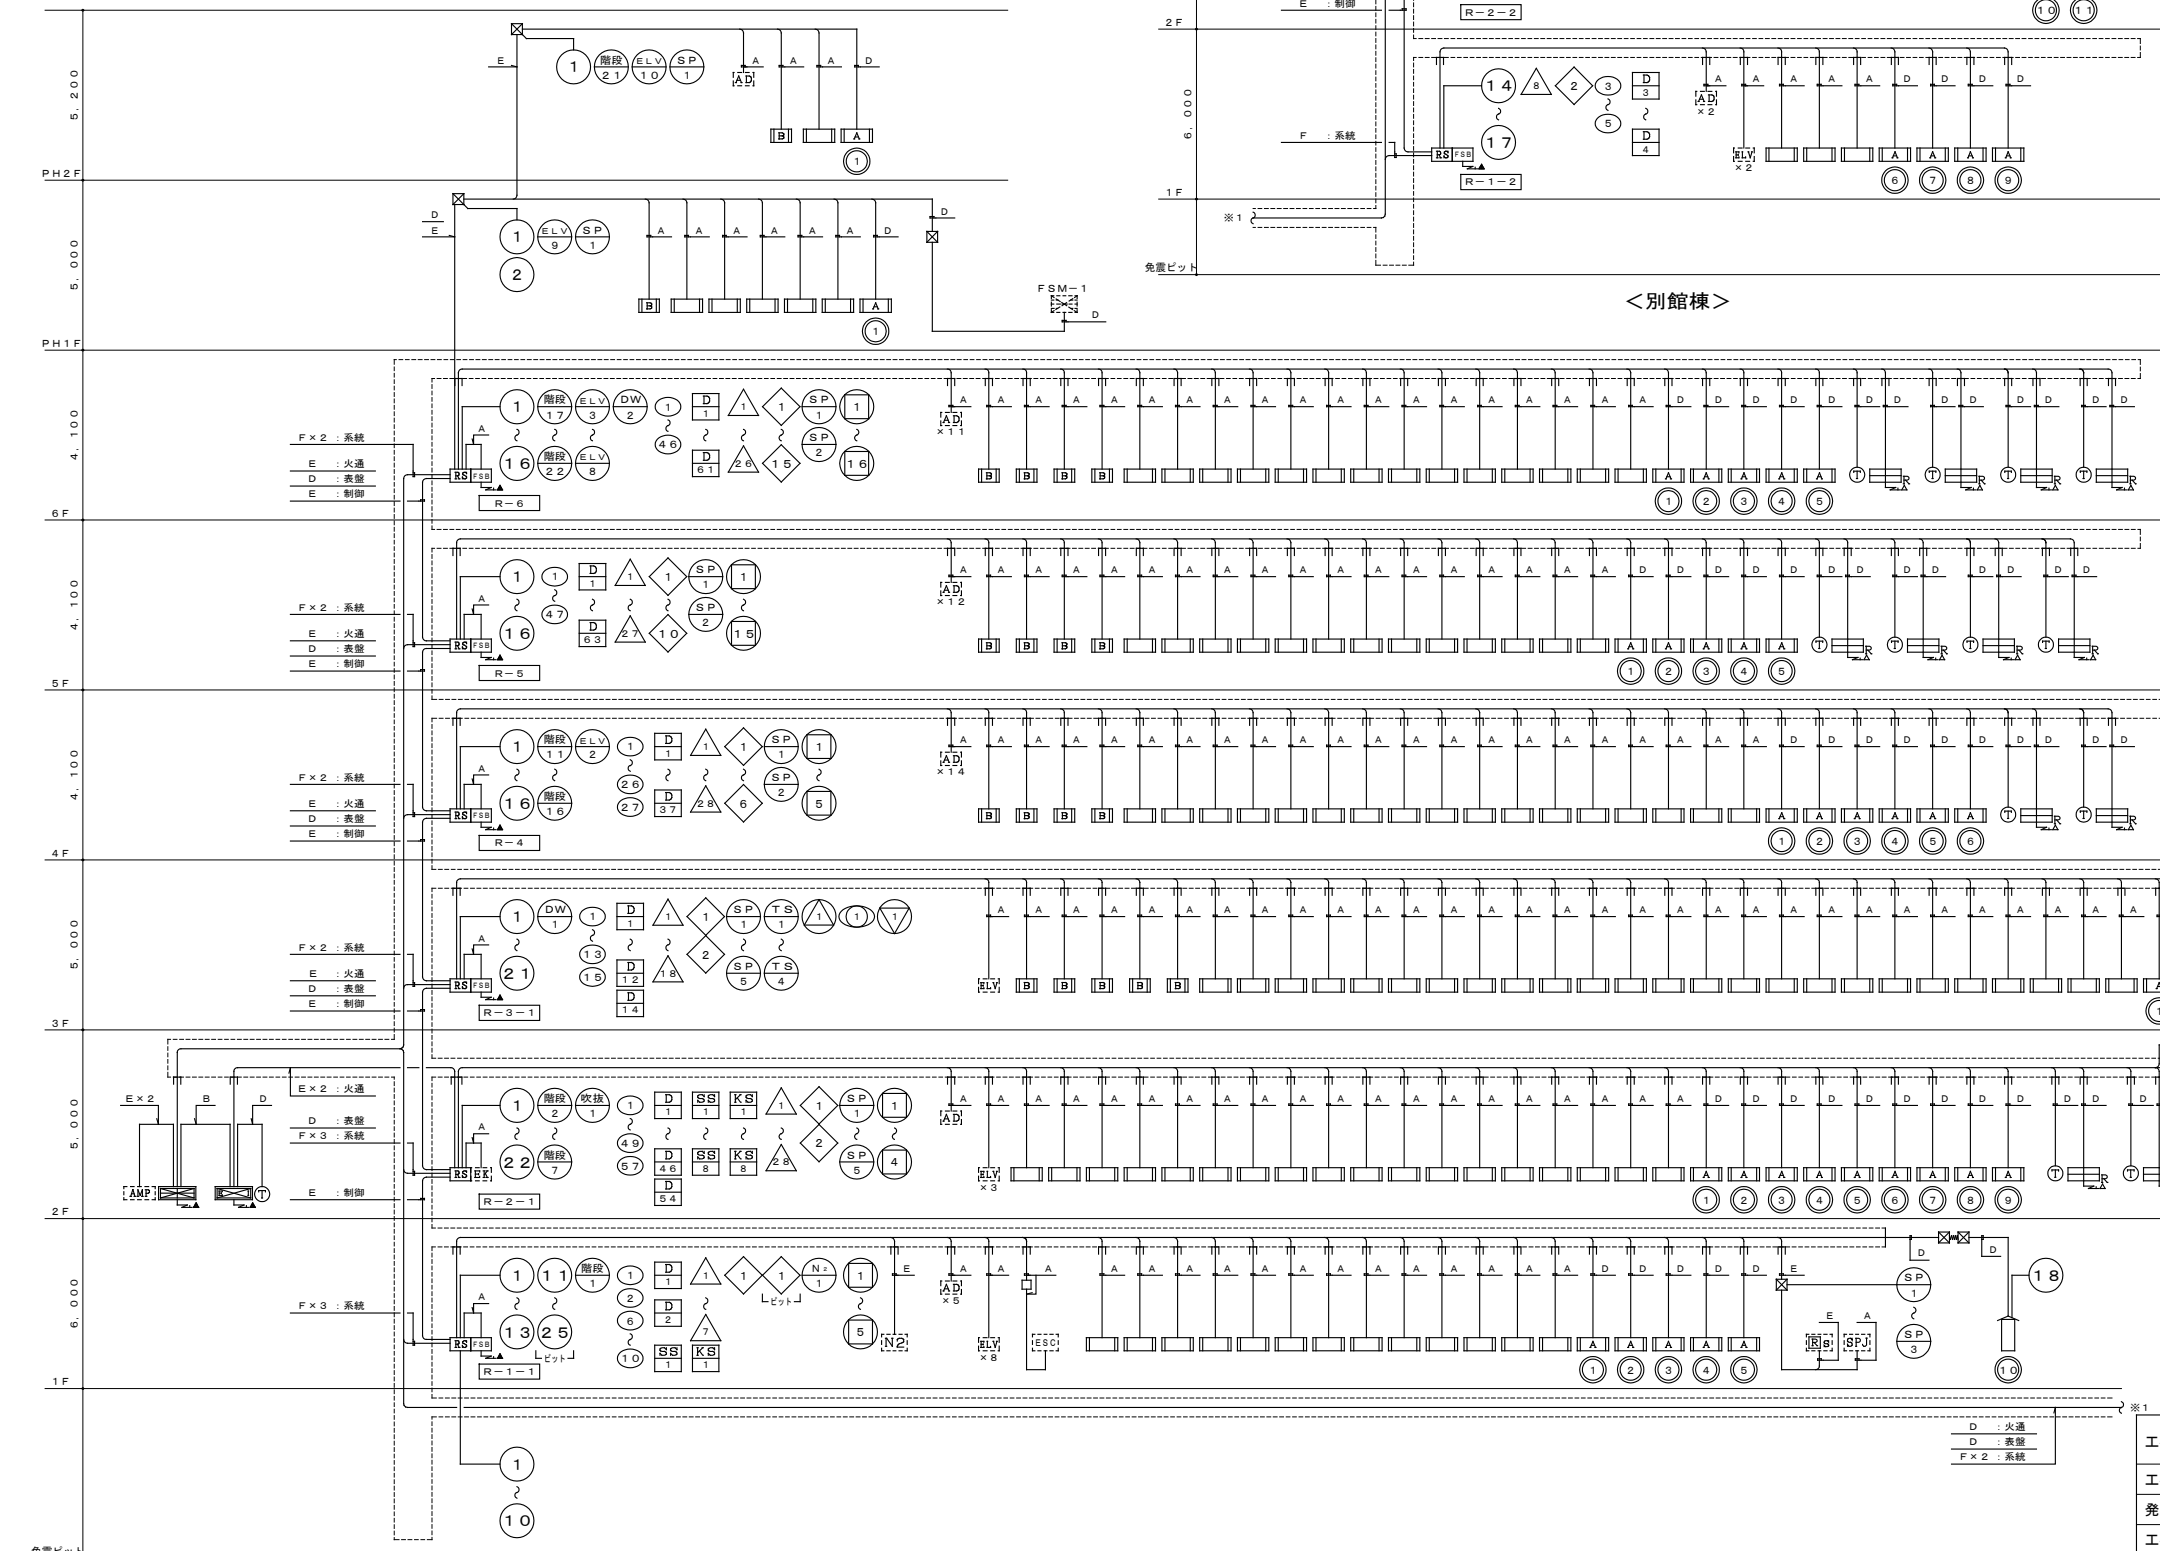 E : 制御
R-2-2
10 11
2F
E
1
階段 21
ELV 10
SP 1
A A A D
AD
B A
1
5,200
PH2F
14
8
2
3
D 3
A A A A A D D D D
AD
×2
～
5
D 4
17
6,000
F : 系統
RS FSB
R-1-2
ELV
×2
A A A A
6 7 8 9
1F
※1
免震ピット
<別館棟>
D
E
1
ELV 9
SP 1
2
A A A A A A D
D
B A
1
FSM-1
D
5,000
PH1F
1
階段 17
ELV 3
DW 2
1
D 1
1
1
SP 1
1
A A A A A A A A A A A A A A A A A A A D D D D D D D D D D D D D
AD
×11
F×2 : 系統
A
～
46
SP 2
E : 火通
D : 表盤
E : 制御
16
階段 22
ELV 8
D 61
26
15
16
RS FSB
R-6
B B B B A A A A A T R T R T R T R
1 2 3 4 5
4,100
6F
1
1
D 1
1
1
SP 1
1
AD
×12
F×2 : 系統
A
～
47
SP 2
E : 火通
D : 表盤
E : 制御
16
D 63
27
10
15
RS FSB
R-5
B B B B A A A A A T R T R T R T R
1 2 3 4 5
4,100
5F
1
階段 11
ELV 2
1
D 1
1
1
SP 1
1
AD
×14
F×2 : 系統
A
～
26
SP 2
E : 火通
D : 表盤
E : 制御
16
階段 16
27
D 37
28
6
5
RS FSB
R-4
B B B B A A A A A A T R T R
1 2 3 4 5 6
4,100
4F
1
DW 1
1
D 1
1
1
SP 1
TS 1
1 1 1
F×2 : 系統
A
～
13
2
E : 火通
D : 表盤
E : 制御
21
15
D 12
D 14
18
SP 5
TS 4
RS FSB
R-3-1
ELV B B B B B
5,000
3F
E×2 : 火通
E×2 B D
D : 表盤
F×3 : 系統
E : 制御
AMP T
1
階段 2
吹抜 1
1
D 1
SS 1
KS 1
1
1
SP 1
1
AD
A
～
49
2
22
階段 7
57
D 46
D 54
SS 8
KS 8
28
SP 5
4
RS EK
R-2-1
ELV
×3
A A A A A A A A A T R T
1 2 3 4 5 6 7 8 9
5,000
2F
1 11
階段 1
1
D 1
1
1 1
N2 1
1
E
AD
×5
D D
18
ピット
F×3 : 系統
A
～
2
6
10
D 2
7
5
13 25
ピット
SS 1
KS 1
N2
RS FSB
R-1-1
ELV
×8
ESC
A A A A A
1 2 3 4 5
E
SP 1
～
SP 3
E A
RS SPJ
10
6,000
1F
※1
D : 火通
D : 表盤
F×2 : 系統
1
～
10
免震ピット
工
工
発
工